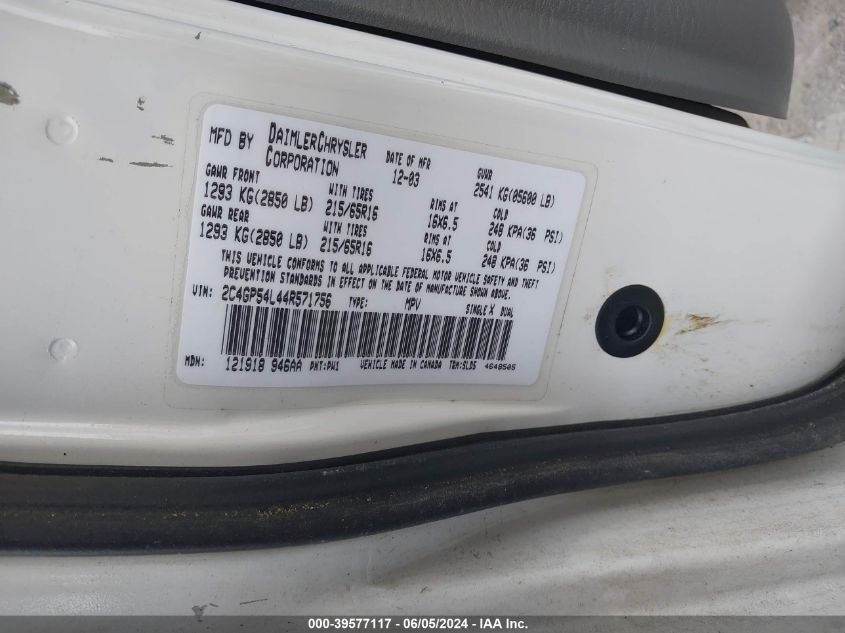 MFD BY DAIMLERCHRYSLER CORPORATION
DATE OF MFR 12-03
GVWR 2541 KG(05600 LB)
GAWR FRONT 1293 KG(2850 LB)
WITH TIRES 215/65R16
RIMS AT 16X6.5
COLD 248 KPA(36 PSI)
GAWR REAR 1293 KG(2850 LB)
WITH TIRES 215/65R16
RIMS AT 16X6.5
COLD 248 KPA(36 PSI)
THIS VEHICLE CONFORMS TO ALL APPLICABLE FEDERAL MOTOR VEHICLE SAFETY AND THEFT
PREVENTION STANDARDS IN EFFECT ON THE DATE OF MANUFACTURE SHOWN ABOVE.
VIN: 2C4GP54L44R571756 TYPE: MPV SINGLE X DUAL
MDH: 121918 946AA PNT:PW1 VEHICLE MADE IN CANADA TRM:SLD5 4648505
000-39577117 - 06/05/2024 - IAA Inc.